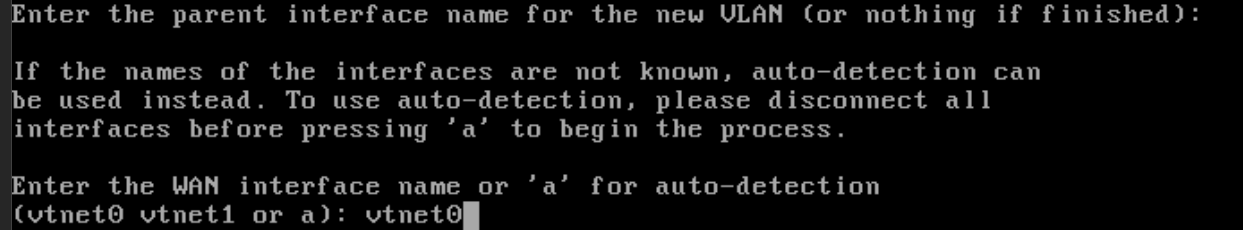 Enter the parent interface name for the new VLAN (or nothing if finished):
If the names of the interfaces are not known, auto-detection can
be used instead. To use auto-detection, please disconnect all
interfaces before pressing 'a' to begin the process.
Enter the WAN interface name or 'a' for auto-detection
(vtnet0 vtnet1 or a): vtnet0